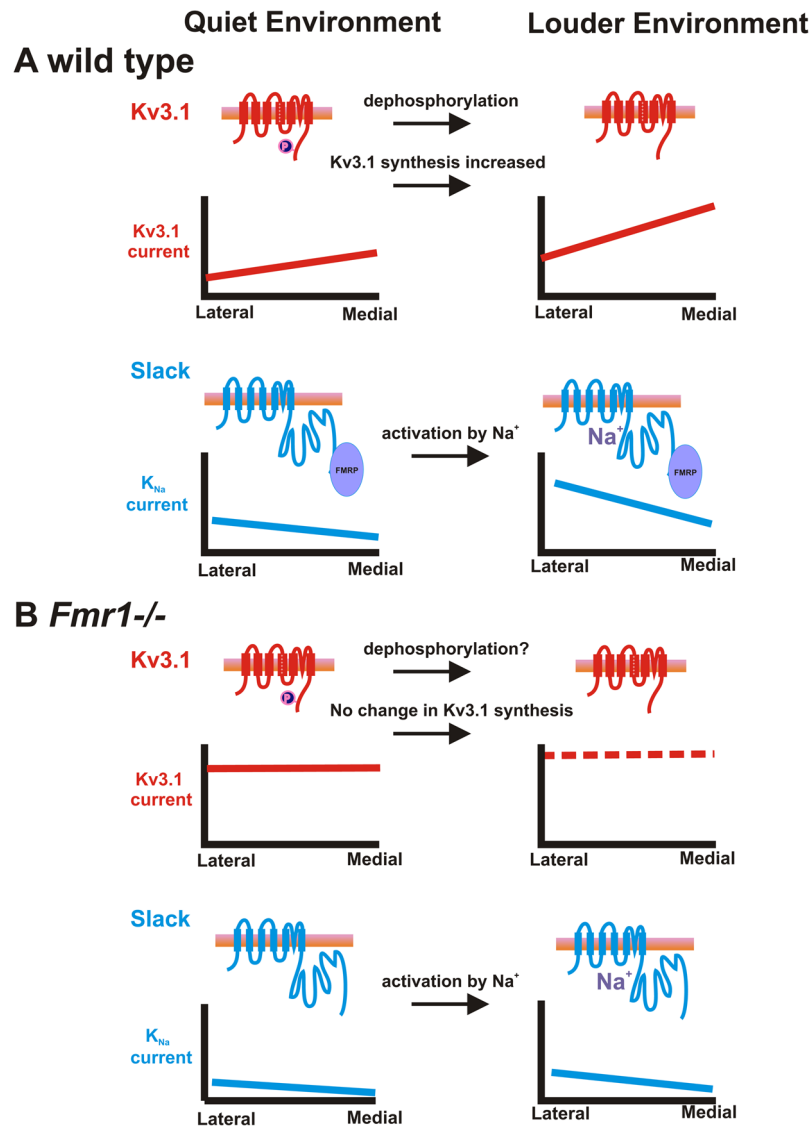 Quiet Environment
Louder Environment
A wild type
Kv3.1
dephosphorylation
P
Kv3.1 synthesis increased
Kv3.1
current
Lateral
Medial
Lateral
Medial
Slack
activation by Na+
Na+
FMRP
FMRP
KNa
current
Lateral
Medial
Lateral
Medial
B Fmr1-/-
Kv3.1
dephosphorylation?
P
No change in Kv3.1 synthesis
Kv3.1
current
Lateral
Medial
Lateral
Medial
Slack
activation by Na+
Na+
KNa
current
Lateral
Medial
Lateral
Medial